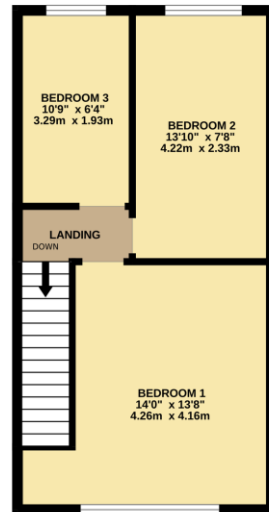 BEDROOM 3
10'9" x 6'4"
3.29m x 1.93m
BEDROOM 2
13'10" x 7'8"
4.22m x 2.33m
LANDING
DOWN
BEDROOM 1
14'0" x 13'8"
4.26m x 4.16m